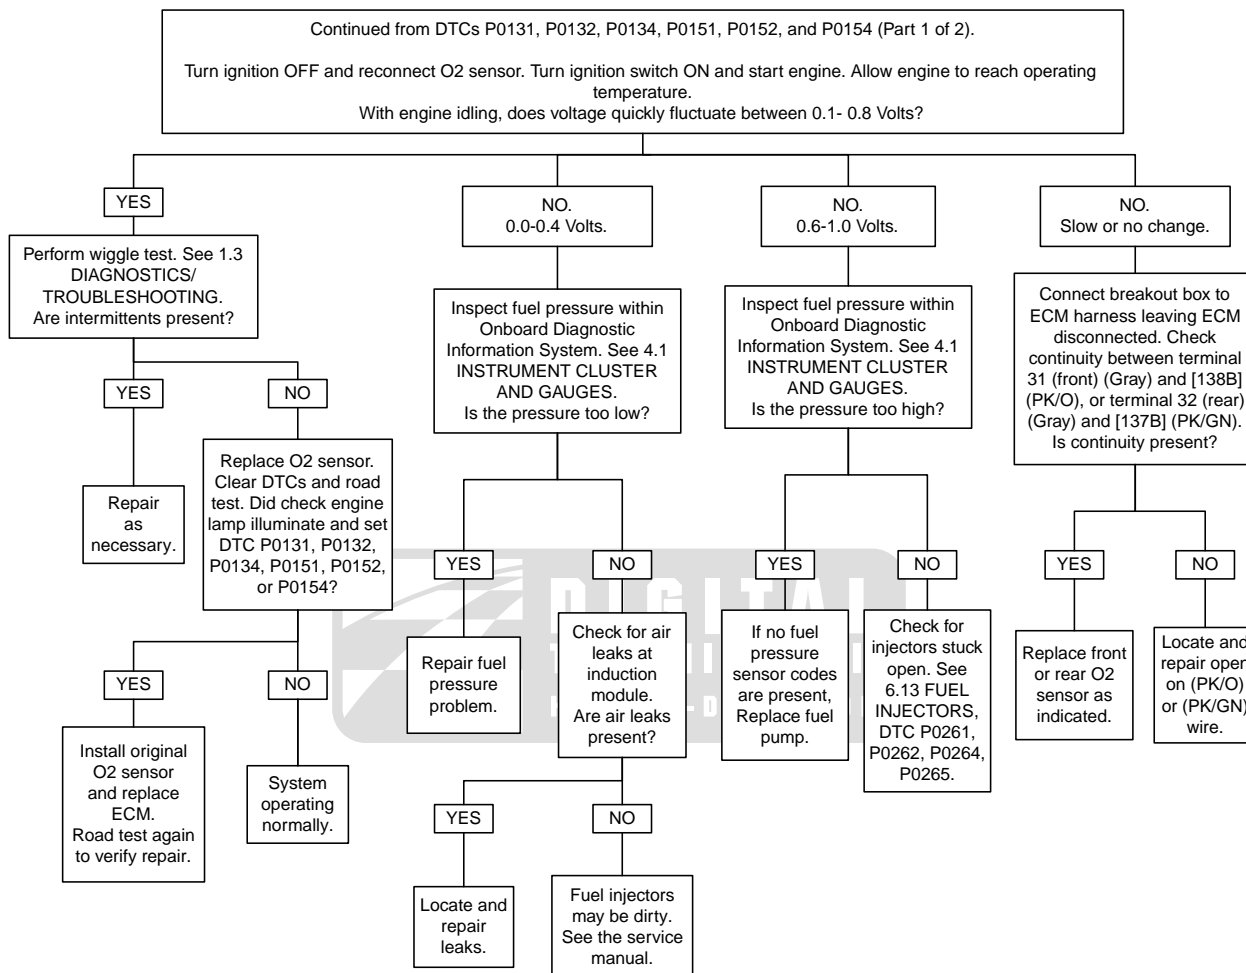 Continued from DTCs P0131, P0132, P0134, P0151, P0152, and P0154 (Part 1 of 2).
Turn ignition OFF and reconnect O2 sensor. Turn ignition switch ON and start engine. Allow engine to reach operating
temperature.
With engine idling, does voltage quickly fluctuate between 0.1- 0.8 Volts?
YES
Perform wiggle test. See 1.3
DIAGNOSTICS/
TROUBLESHOOTING.
Are intermittents present?
YES
Repair
as
necessary.
NO
Replace O2 sensor.
Clear DTCs and road
test. Did check engine
lamp illuminate and set
DTC P0131, P0132,
P0134, P0151, P0152,
or P0154?
YES
Install original
O2 sensor
and replace
ECM.
Road test again
to verify repair.
NO
System
operating
normally.
NO.
0.0-0.4 Volts.
Inspect fuel pressure within
Onboard Diagnostic
Information System. See 4.1
INSTRUMENT CLUSTER
AND GAUGES.
Is the pressure too low?
YES
Repair fuel
pressure
problem.
NO
Check for air
leaks at
induction
module.
Are air leaks
present?
YES
Locate and
repair
leaks.
NO
Fuel injectors
may be dirty.
See the service
manual.
NO.
0.6-1.0 Volts.
Inspect fuel pressure within
Onboard Diagnostic
Information System. See 4.1
INSTRUMENT CLUSTER
AND GAUGES.
Is the pressure too high?
YES
If no fuel
pressure
sensor codes
are present,
Replace fuel
pump.
NO
Check for
injectors stuck
open. See
6.13 FUEL
INJECTORS,
DTC P0261,
P0262, P0264,
P0265.
NO.
Slow or no change.
Connect breakout box to
ECM harness leaving ECM
disconnected. Check
continuity between terminal
31 (front) (Gray) and [138B]
(PK/O), or terminal 32 (rear)
(Gray) and [137B] (PK/GN).
Is continuity present?
YES
Replace front
or rear O2
sensor as
indicated.
NO
Locate and
repair open
on (PK/O)
or (PK/GN)
wire.
DIGITAL